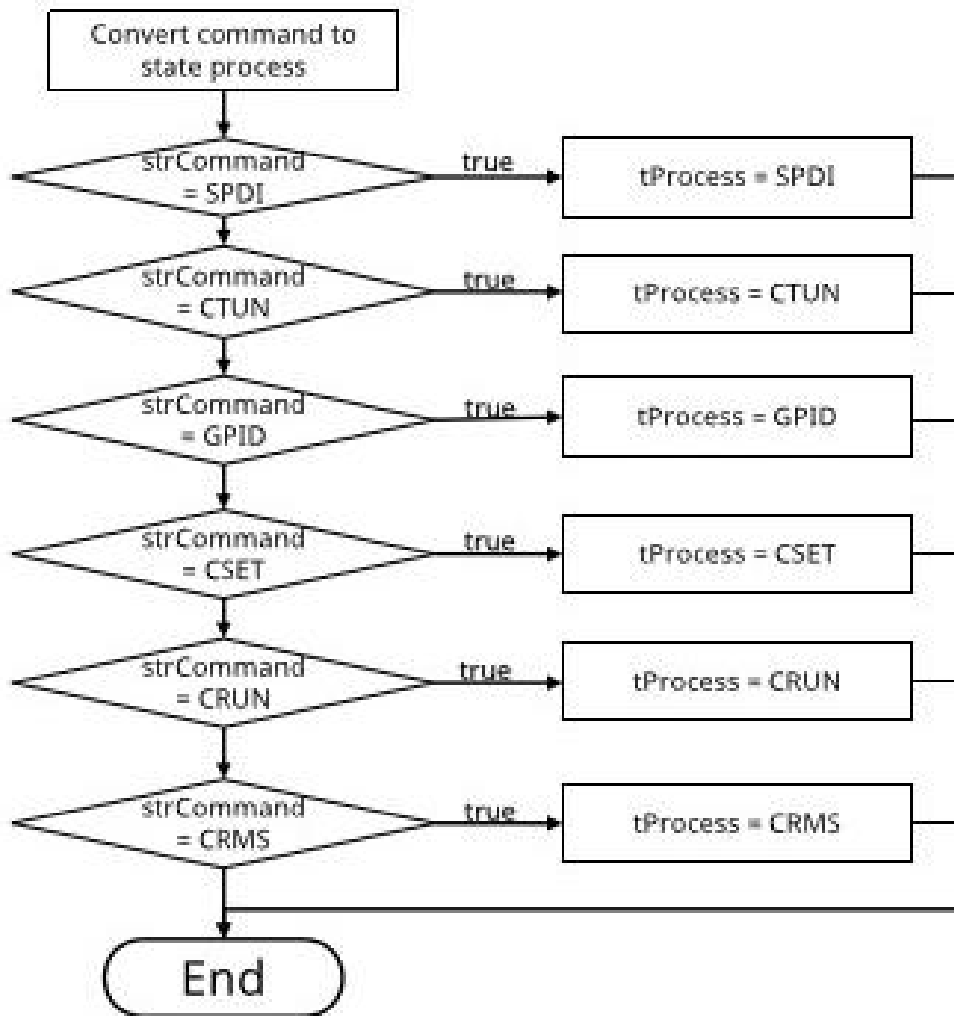 Convert command to
state process
strCommand
= SPDI
true
tProcess = SPDI
strCommand
= CTUN
true
tProcess = CTUN
strCommand
= GPID
true
tProcess = GPID
strCommand
= CSET
true
tProcess = CSET
strCommand
= CRUN
true
tProcess = CRUN
strCommand
= CRMS
true
tProcess = CRMS
End